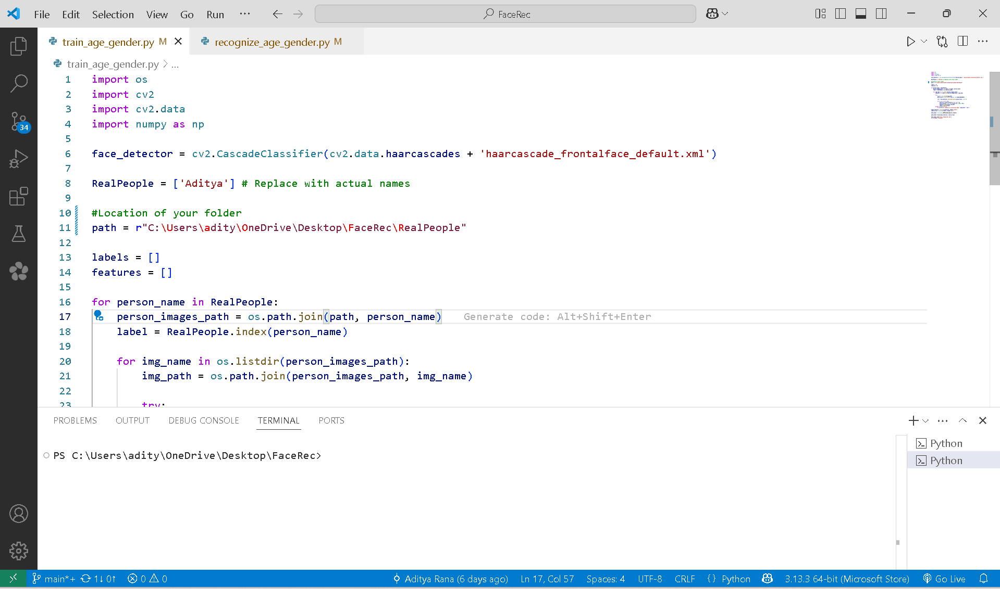 File Edit Selection View Go Run ··· FaceRec
train_age_gender.py M recognize_age_gender.py M
train_age_gender.py > ...
1 import os
2 import cv2
3 import cv2.data
4 import numpy as np
5
6 face_detector = cv2.CascadeClassifier(cv2.data.haarcascades + 'haarcascade_frontalface_default.xml')
7
8 RealPeople = ['Aditya'] # Replace with actual names
9
10 #Location of your folder
11 path = r"C:\Users\adity\OneDrive\Desktop\FaceRec\RealPeople"
12
13 labels = []
14 features = []
15
16 for person_name in RealPeople:
17 person_images_path = os.path.join(path, person_name) Generate code: Alt+Shift+Enter
18 label = RealPeople.index(person_name)
19
20 for img_name in os.listdir(person_images_path):
21 img_path = os.path.join(person_images_path, img_name)
22
23 try:
34
PROBLEMS OUTPUT DEBUG CONSOLE TERMINAL PORTS
PS C:\Users\adity\OneDrive\Desktop\FaceRec>
Python
Python
main*+ 1↓ 0↑ 0 0 Aditya Rana (6 days ago) Ln 17, Col 57 Spaces: 4 UTF-8 CRLF {} Python 3.13.3 64-bit (Microsoft Store) Go Live